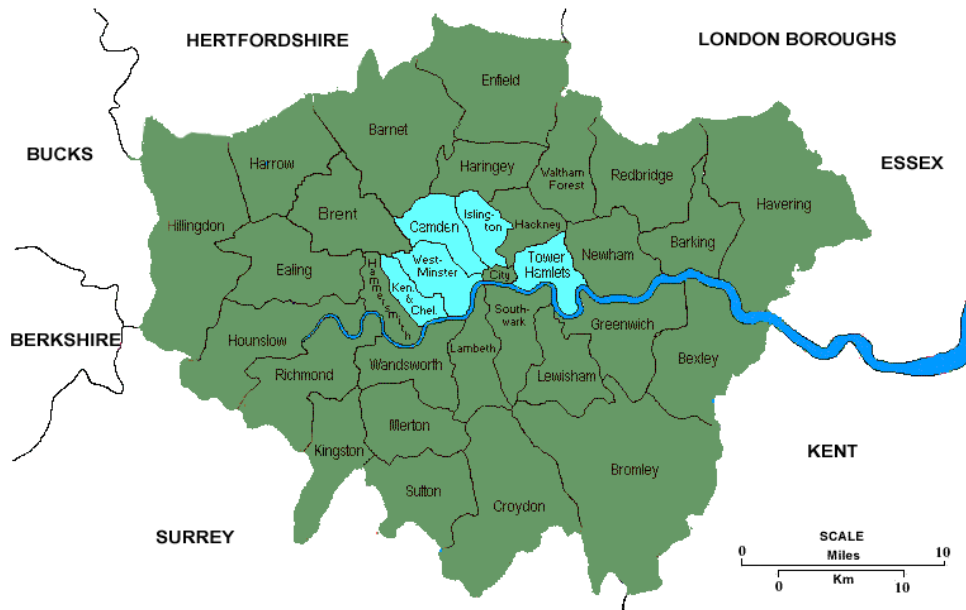 HERTFORDSHIRE
LONDON BOROUGHS
Enfield
Barnet
BUCKS
Harrow
Haringey
Waltham
Forest
Redbridge
ESSEX
Havering
Hillingdon
Brent
Camden
Isling-
ton
Hackney
Barking
Newham
Ealing
Hammersmith
West-
Minster
City
Tower
Hamlets
Ken.
&
Chel.
South-
wark
Greenwich
BERKSHIRE
Hounslow
Richmond
Wandsworth
Lambeth
Lewisham
Bexley
Merton
Kingston
KENT
Bromley
Sutton
Croydon
SURREY
SCALE
0 Miles 10
0 Km 10